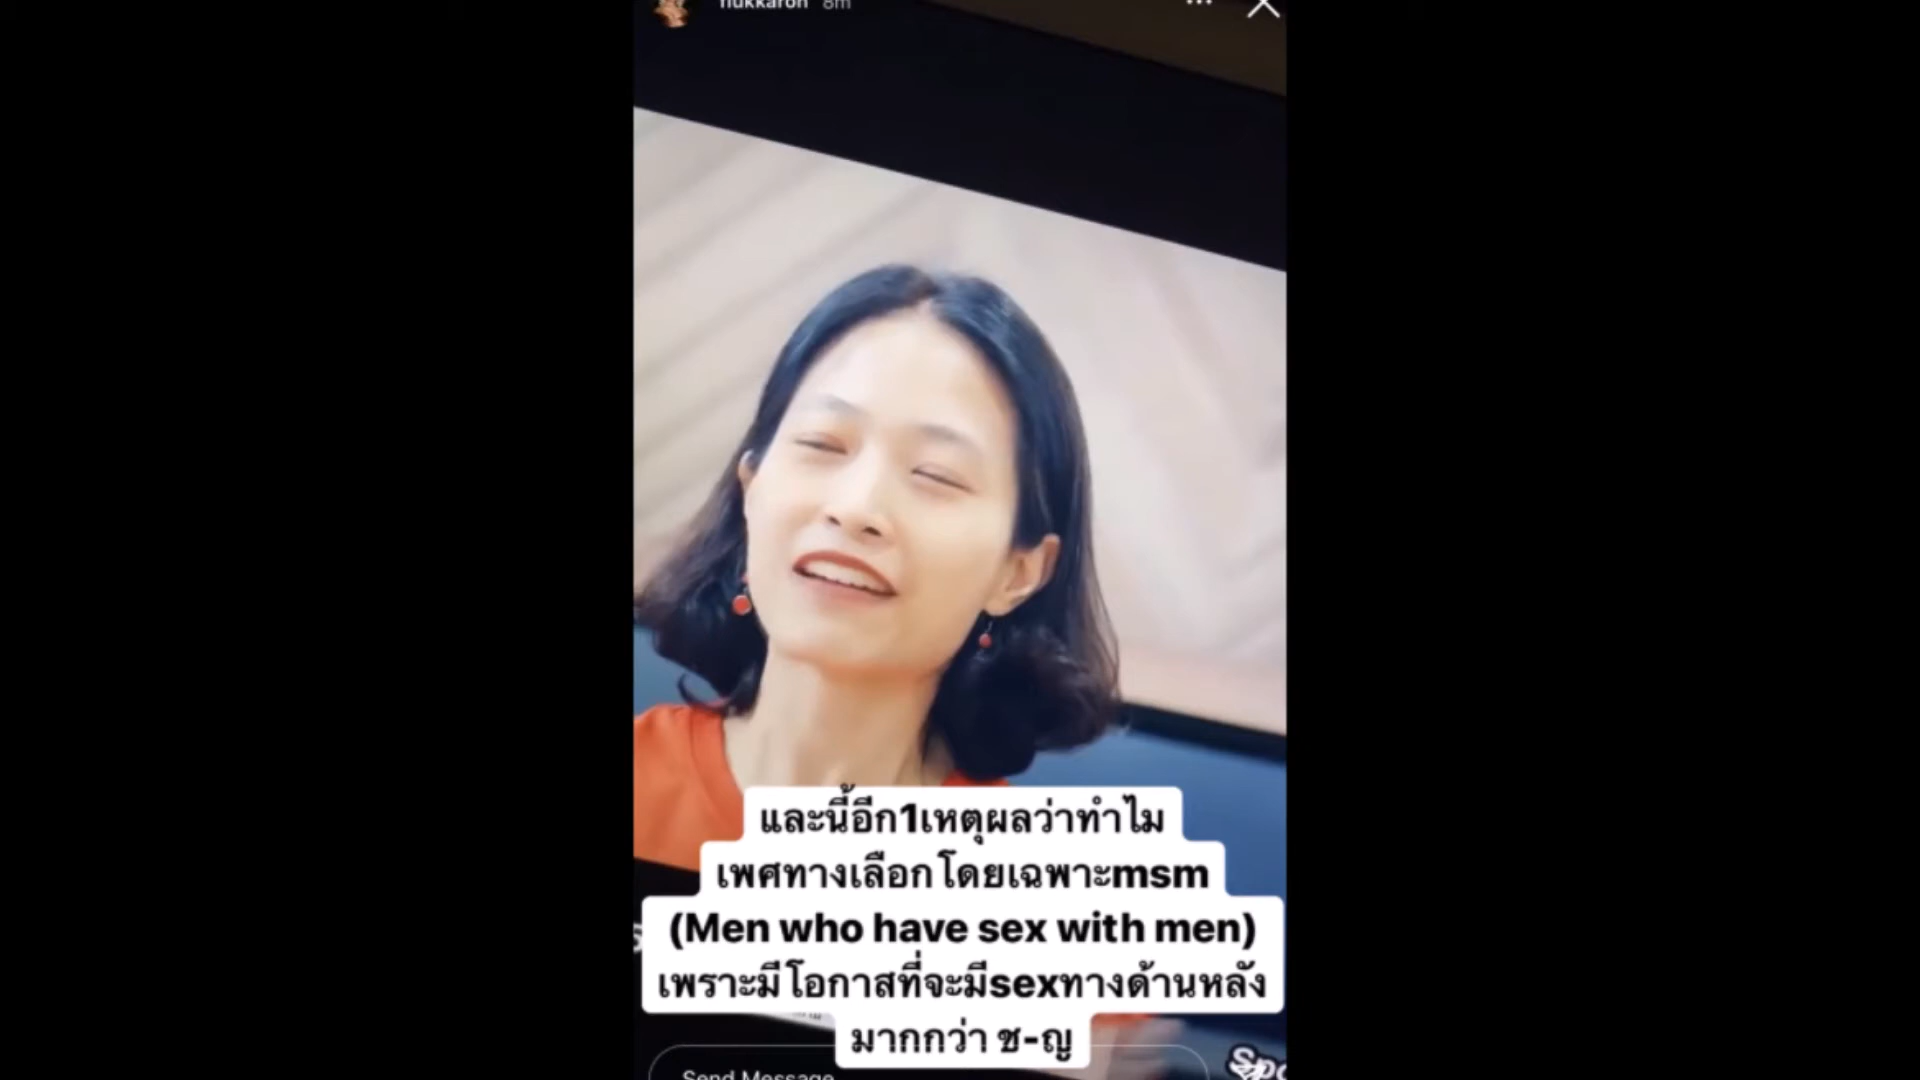 flukkaron 8m
และนี้อีก1เหตุผลว่าทำไม
เพศทางเลือกโดยเฉพาะmsm
(Men who have sex with men)
เพราะมีโอกาสที่จะมีsexทางด้านหลัง
มากกว่า ช-ญ
Send Message